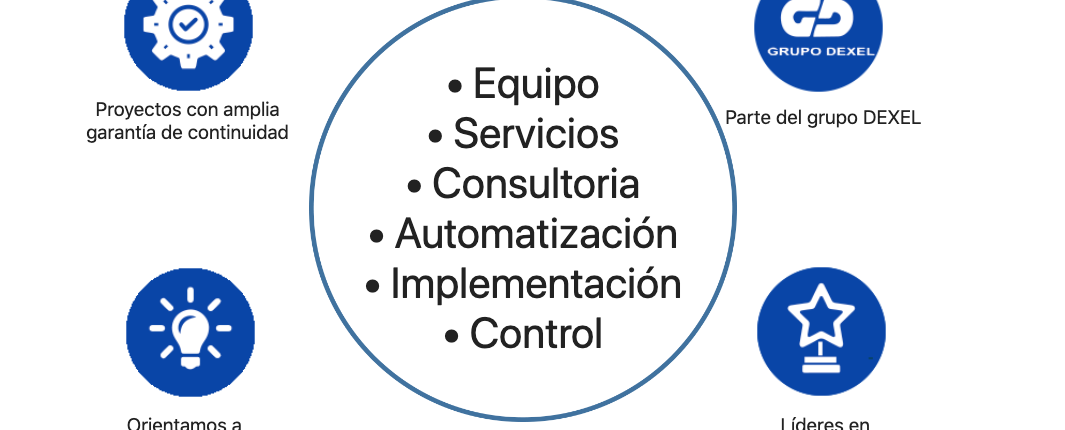 GRUPO DEXEL
Proyectos con amplia
garantía de continuidad
Parte del grupo DEXEL
• Equipo
• Servicios
• Consultoria
• Automatización
• Implementación
• Control
Orientamos a
Líderes en